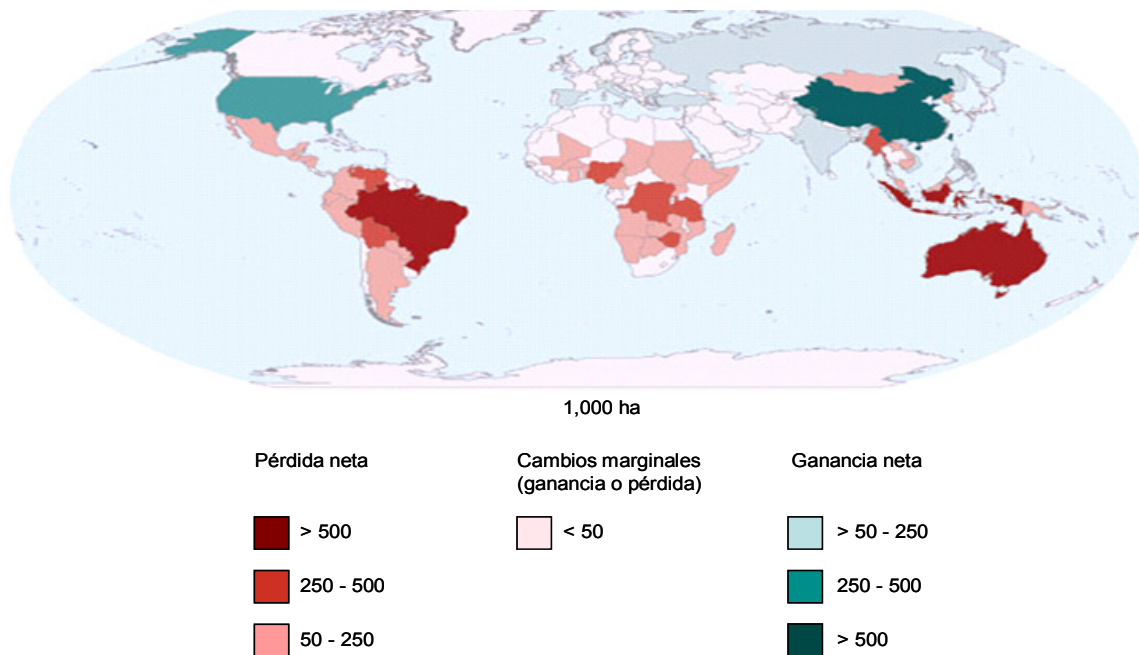 1,000 ha
Pérdida neta
> 500
250 - 500
50 - 250
Cambios marginales
(ganancia o pérdida)
< 50
Ganancia neta
> 50 - 250
250 - 500
> 500